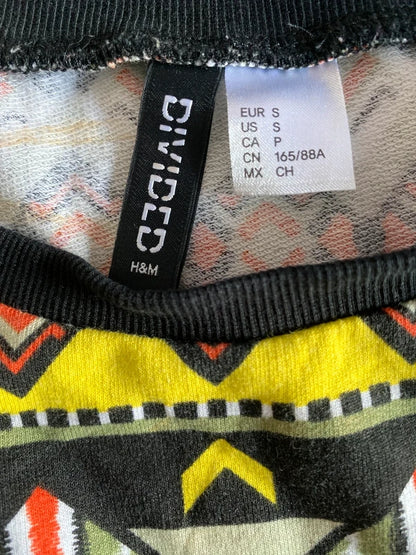 DIVIDED
H&M
EUR S
US S
CA P
CN 165/88A
MX CH